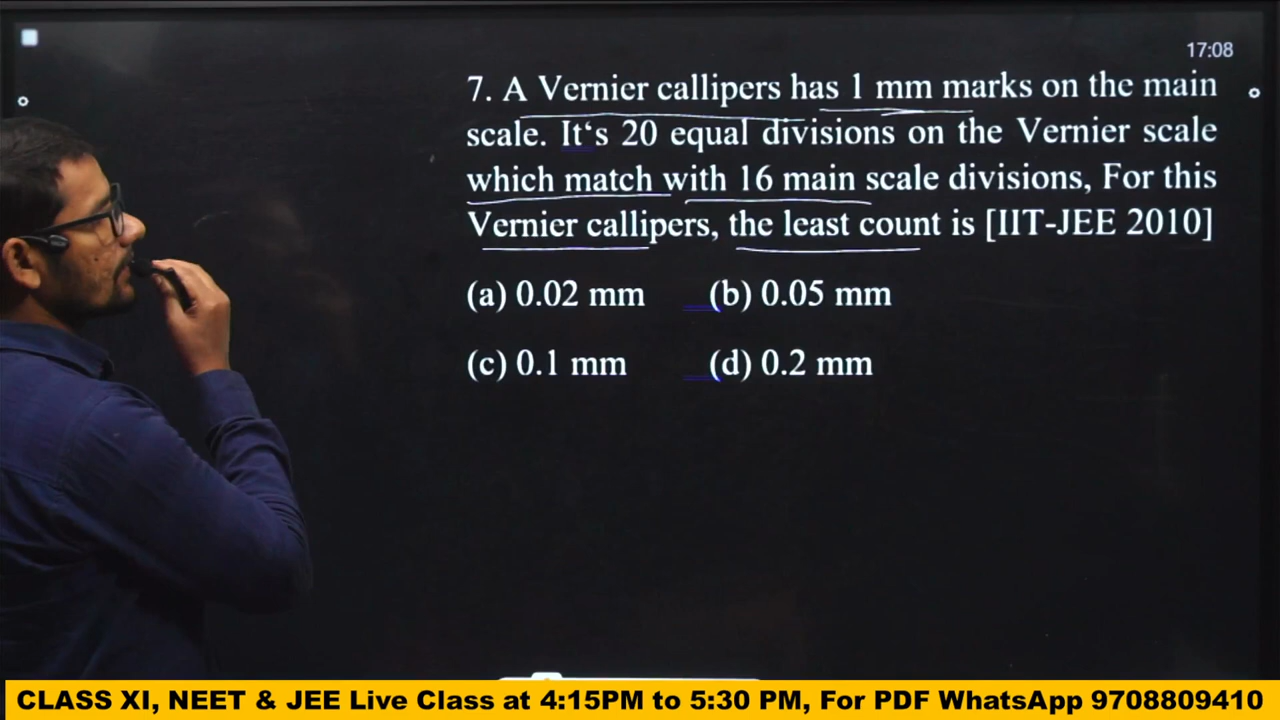 17:08
7. A Vernier callipers has 1 mm marks on the main
scale. It‘s 20 equal divisions on the Vernier scale
which match with 16 main scale divisions, For this
Vernier callipers, the least count is [IIT-JEE 2010]
(a) 0.02 mm (b) 0.05 mm
(c) 0.1 mm (d) 0.2 mm
CLASS XI, NEET & JEE Live Class at 4:15PM to 5:30 PM, For PDF WhatsApp 9708809410